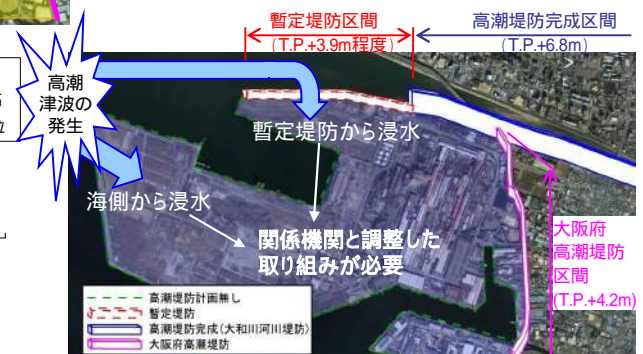 暫定堤防区間
(T.P.+3.9m程度)
高潮堤防完成区間
(T.P.+6.8m)
高潮
津波の
発生
位
暫定堤防から浸水
海側から浸水
関係機関と調整した
取り組みが必要
大阪府
高潮堤防
区間
(T.P.+4.2m)
高潮堤防計画無し
暫定堤防
高潮堤防完成(大和川河川堤防)
大阪府高潮堤防